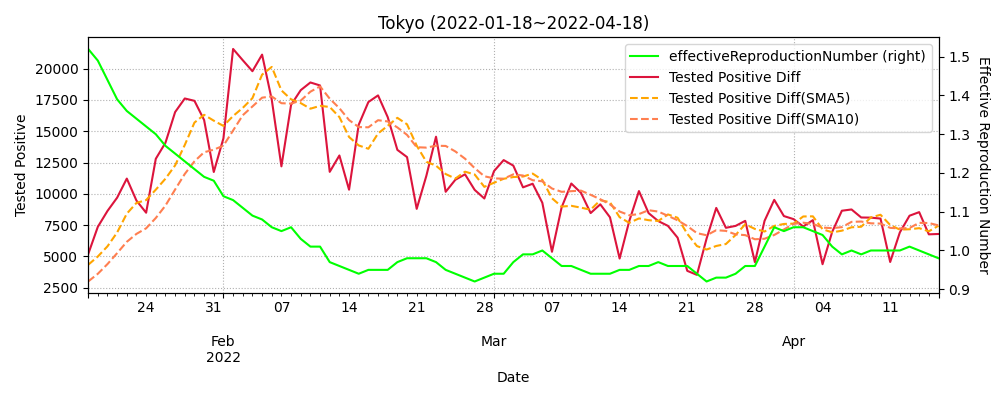 Tokyo (2022-01-18~2022-04-18)
effectiveReproductionNumber (right)
Tested Positive Diff
Tested Positive Diff(SMA5)
Tested Positive Diff(SMA10)
Tested Positive
20000
17500
15000
12500
10000
7500
5000
2500
1.5
1.4
1.3
1.2
1.1
1.0
0.9
Effective Reproduction Number
24 31 07 14 21 28 07 14 21 28 04 11
Feb Mar Apr
2022
Date